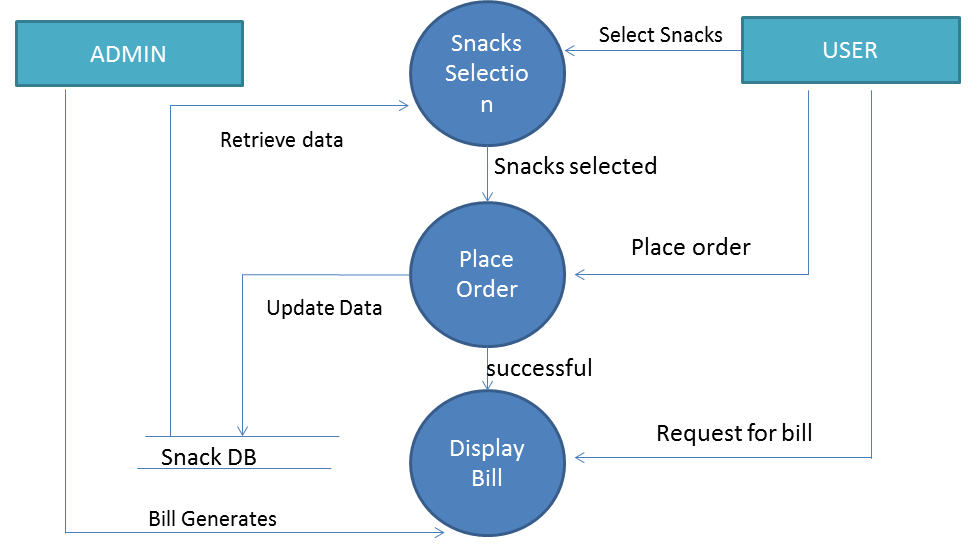 ADMIN
Snacks
Selectio
n
Select Snacks
USER
Retrieve data
Snacks selected
Place
Order
Place order
Update Data
successful
Snack DB
Display
Bill
Request for bill
Bill Generates